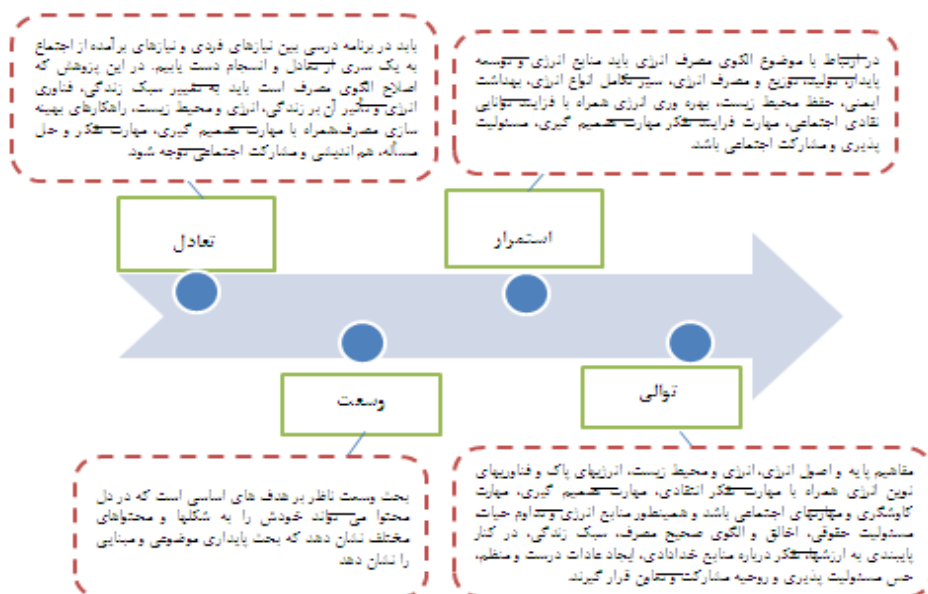 باید در برنامه درسی بین نیازهای فردی و نیازهای برآمده از اجتماع
به یک سری از تعادل و انسجام دست یابیم. در این پزوهش که
اصلاح الگوی مصرف است باید به تغییر سبک زندگی، فناوری
انرژی و تأثیر آن بر زندگی، انرژی و محیط زیست، راهکارهای بهینه
سازی مصرف همراه با مهارت تصمیم گیری، مهارت تفکر و حل
مسأله، هم اندیشی و مشارکت اجتماعی توجه شود.
در ارتباط با موضوع الگوی مصرف انرژی باید منابع انرژی و توسعه
پایدار، تولید، توزیع و مصرف انرژی، سیر تکامل انواع انرژی، بهداشت
ایمنی، حفظ محیط زیست، بهره وری انرژی همراه با فرایند توانایی
نقادی اجتماعی، مهارت فرایند تفکر مهارت تصمیم گیری، مسئولیت
پذیری و مشارکت اجتماعی باشد.
تعادل
استمرار
وسعت
توالی
بحث وسعت ناظر بر هدف های اساسی است که در دل
محتوا می تواند خودش را به شکلها و محتواهای
مختلف نشان دهد که بحث پایداری موضوعی و مبنایی
را نشان دهد.
مفاهیم پایه و اصول انرژی، انرژی و محیط زیست، انرژیهای پاک و فناوریهای
نوین انرژی همراه با مهارت تفکر انتقادی، مهارت تصمیم گیری، مهارت
کاوشگری و مهارتهای اجتماعی باشد و همینطور منابع انرژی و تداوم حیات
مسئولیت حقوقی، اخالق و الگوی صحیح مصرف، سبک زندگی، در کنار
پایبندی به ارزشها، تفکر درباره منابع خدادادی، ایجاد عادات درست و منظم،
حس مسئولیت پذیری و روحیه مشارکت و تعاون قرار گیرند.